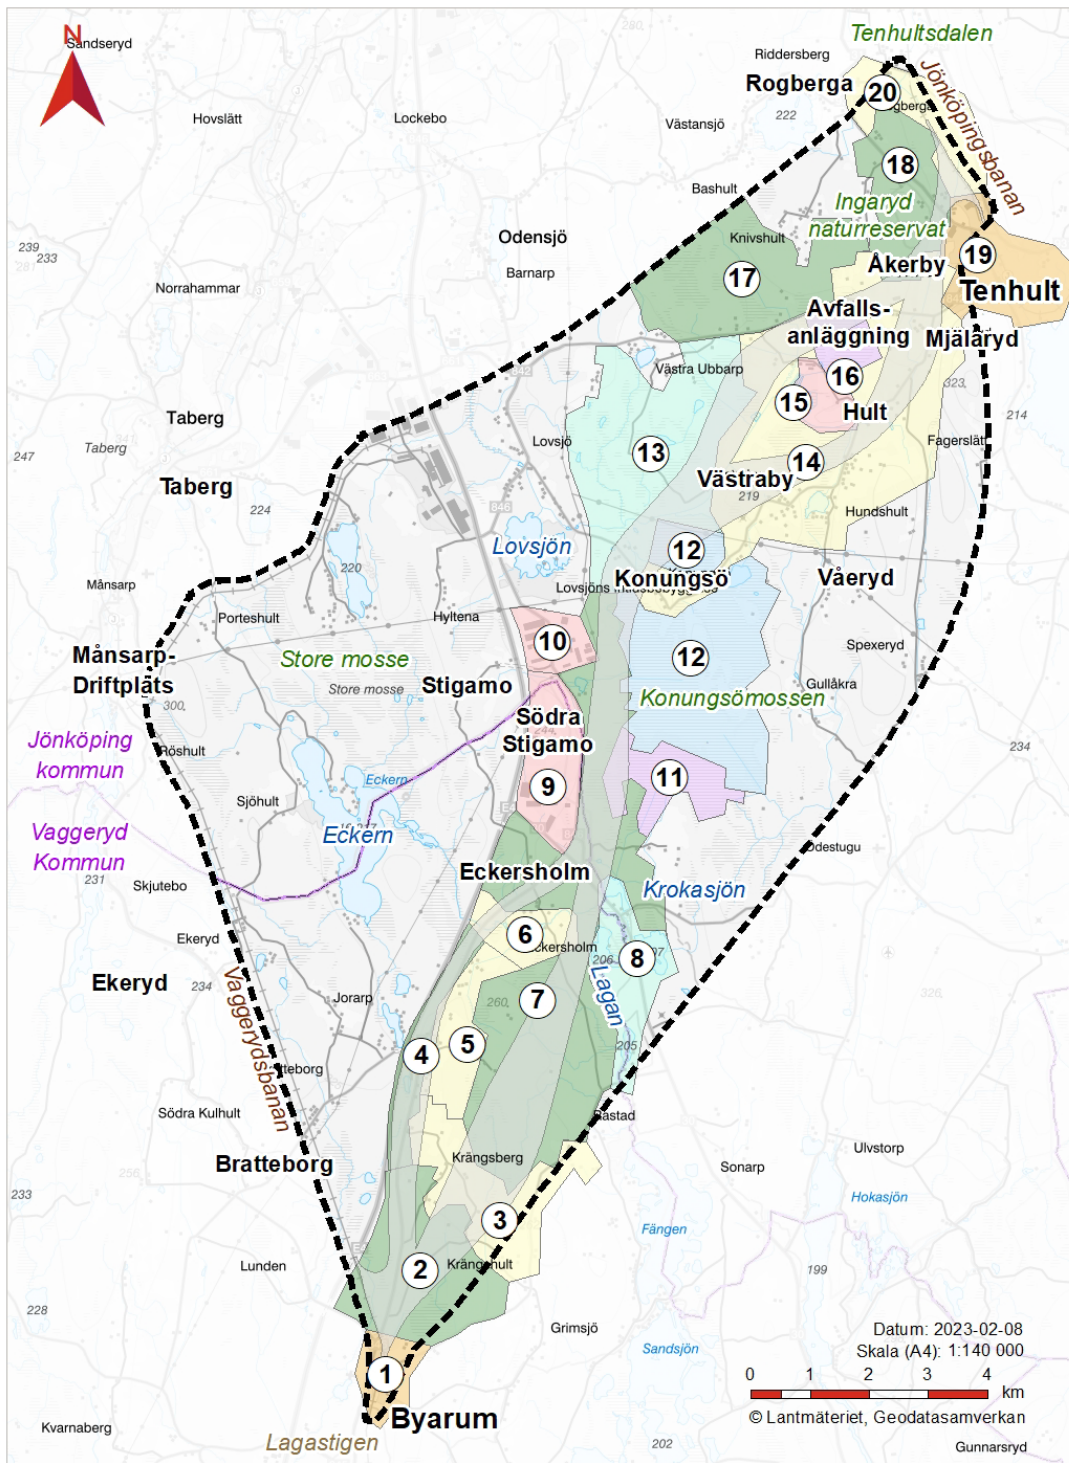 N
Sandseryd
Tenhultsdalen
Riddersberg
Rogberga
Jönköpingsbanan
20
Hovslätt
Lockebo
222
Västansjö
18
Bashult
Ingaryd
naturreservat
Odensjö
Knivshult
239
233
Barnarp
17
Åkerby
19
Tenhult
Norrahammar
Avfalls-
anläggning
Mjälaryd
842
Västra Ubbarp
16
323
15
Hult
214
Taberg
Taberg
247
Lovsjö
13
Fagerslätt
14
Västraby
Taberg
219
224
846
Hundshult
Lovsjön
12
220
Månsarp
Konungsö
Våeryd
Porteshult
Hyltena
10
Spexeryd
Månsarp-
Driftplats
Store mosse
Store mosse
Stigamo
12
Gullåkra
Konungsömossen
300
Södra
Stigamo
244
234
Jönköping
kommun
Röshult
Eckern
11
9
Sjöhult
Vaggeryd
Kommun
Eckern
Odestugu
231
Skjutebo
Eckersholm
Krokasjön
Ekeryd
6
Eckersholm
8
206
Ekeryd
234
Jorarp
7
260
Lagan
326
Vaggerydsbanan
5
4
205
Södra Kulhult
Råstad
Bratteborg
Krängsberg
Ulvstorp
Sonarp
256
233
Hokasjön
3
Fängen
Lunden
2
Krängshult
199
228
Grimsjö
Datum: 2023-02-08
Skala (A4): 1:140 000
Sandsjön
1
0 1 2 3 4
km
Byarum
© Lantmäteriet, Geodatasamverkan
Kvarnaberg
Lagastigen
202
Gunnarsryd